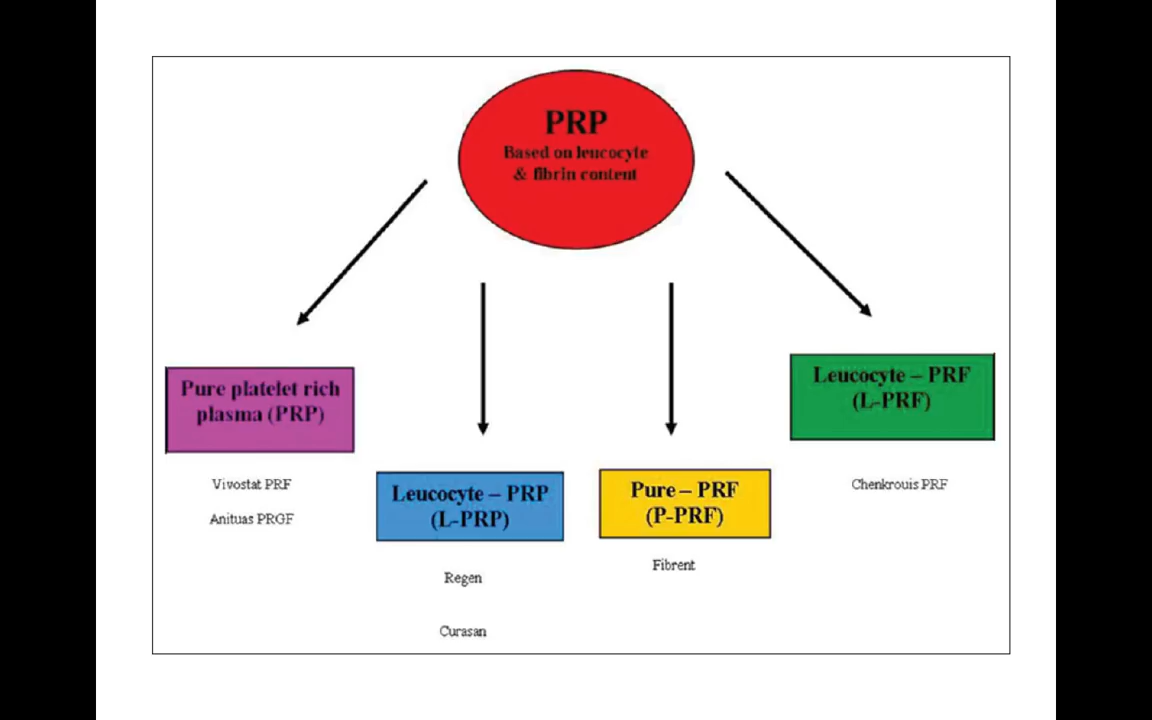 PRP
Based on leucocyte
& fibrin content
Pure platelet rich
plasma (PRP)
Vivostat PRF
Anituas PRGF
Leucocyte – PRP
(L-PRP)
Regen
Curasan
Pure – PRF
(P-PRF)
Fibrent
Leucocyte – PRF
(L-PRF)
Chenkrouis PRF